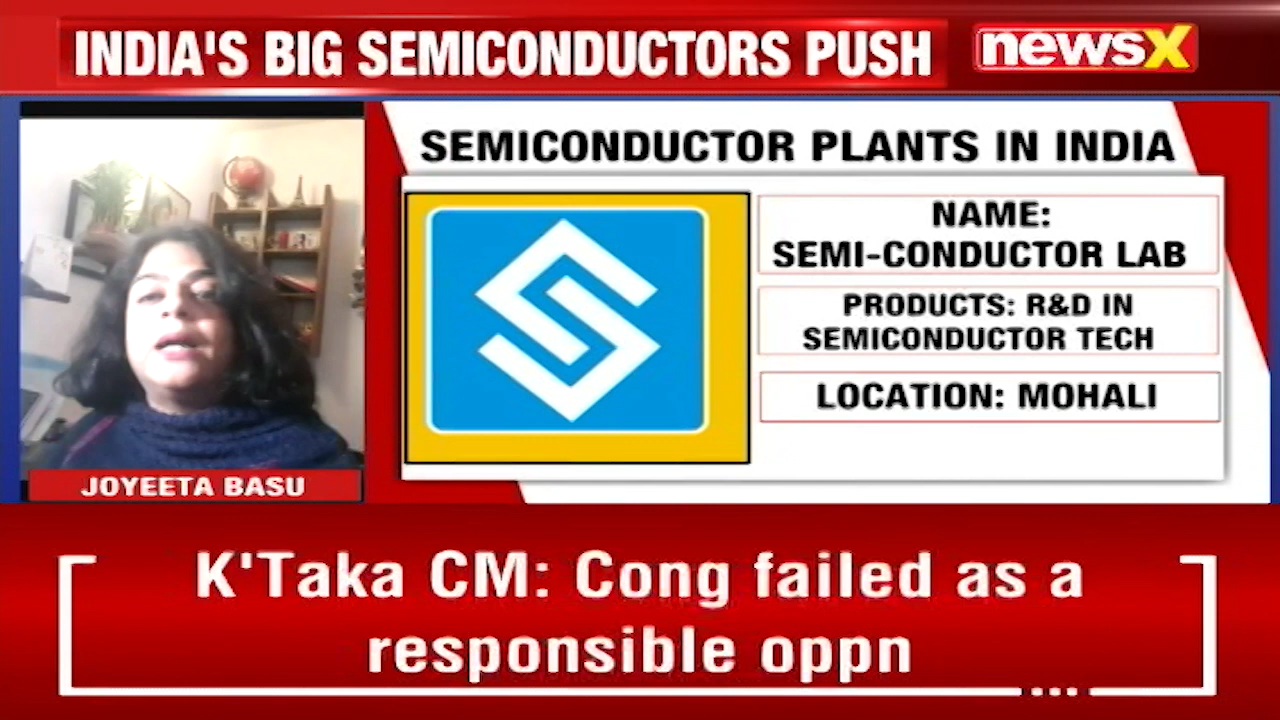 INDIA'S BIG SEMICONDUCTORS PUSH
newsX
SEMICONDUCTOR PLANTS IN INDIA
NAME:
SEMI-CONDUCTOR LAB
PRODUCTS: R&D IN
SEMICONDUCTOR TECH
LOCATION: MOHALI
JOYEETA BASU
K'Taka CM: Cong failed as a
responsible oppn